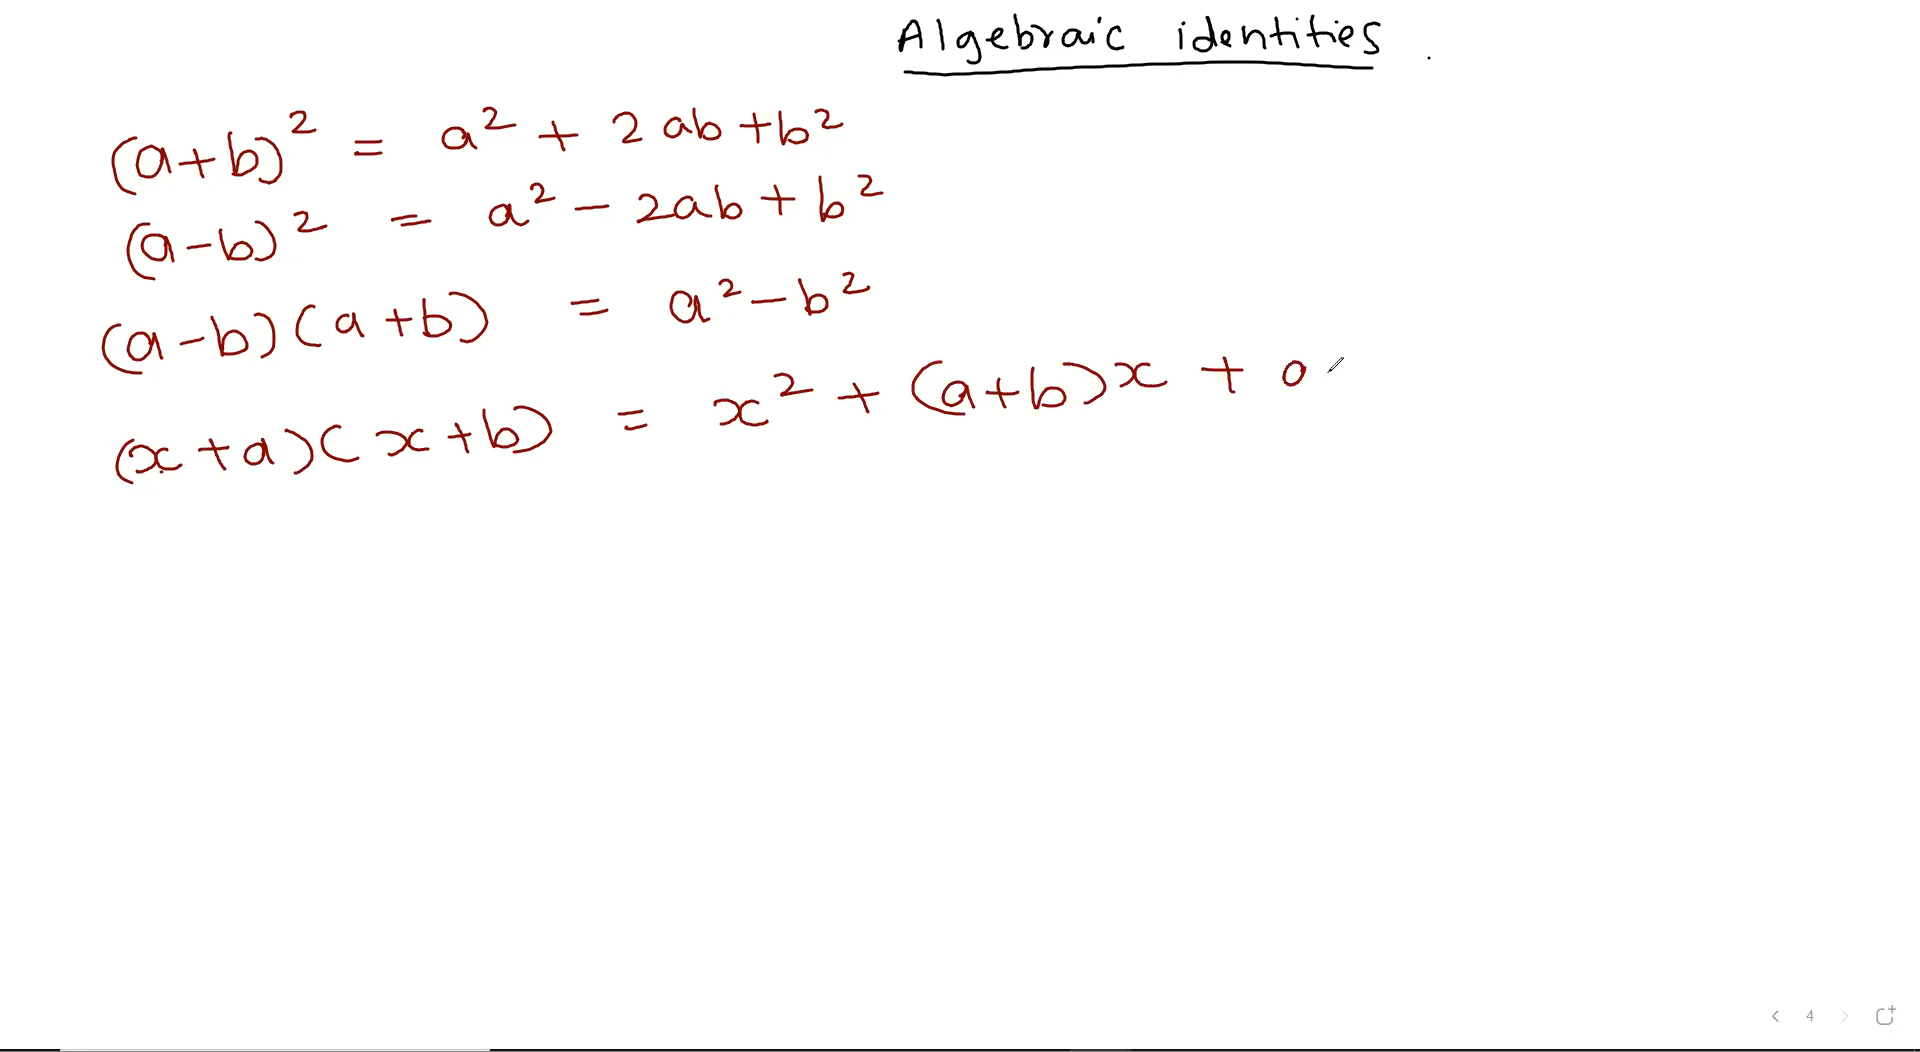 Algebraic identities .
(a+b)² = a² + 2ab + b²
(a-b)² = a² - 2ab + b²
(a-b)(a+b) = a² - b²
(x+a)(x+b) = x² + (a+b)x +
4